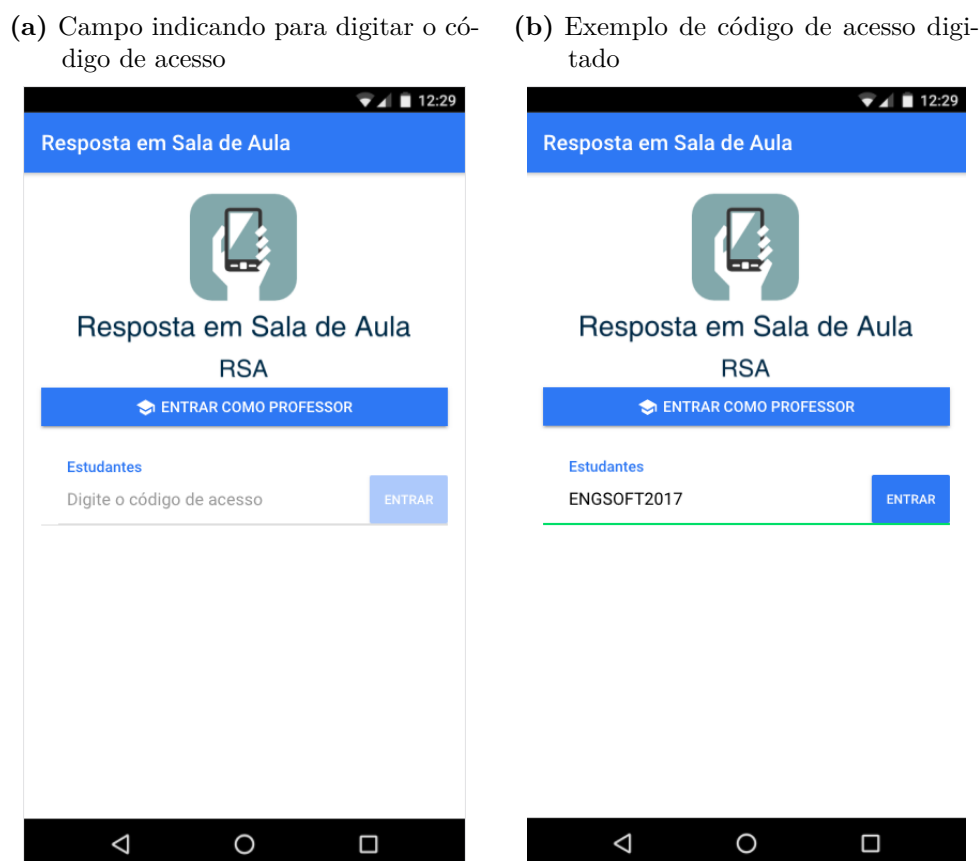 (a) Campo indicando para digitar o có-
digo de acesso
12:29
Resposta em Sala de Aula
Resposta em Sala de Aula
RSA
ENTRAR COMO PROFESSOR
Estudantes
Digite o código de acesso
ENTRAR
(b) Exemplo de código de acesso digi-
tado
12:29
Resposta em Sala de Aula
Resposta em Sala de Aula
RSA
ENTRAR COMO PROFESSOR
Estudantes
ENGSOFT2017
ENTRAR